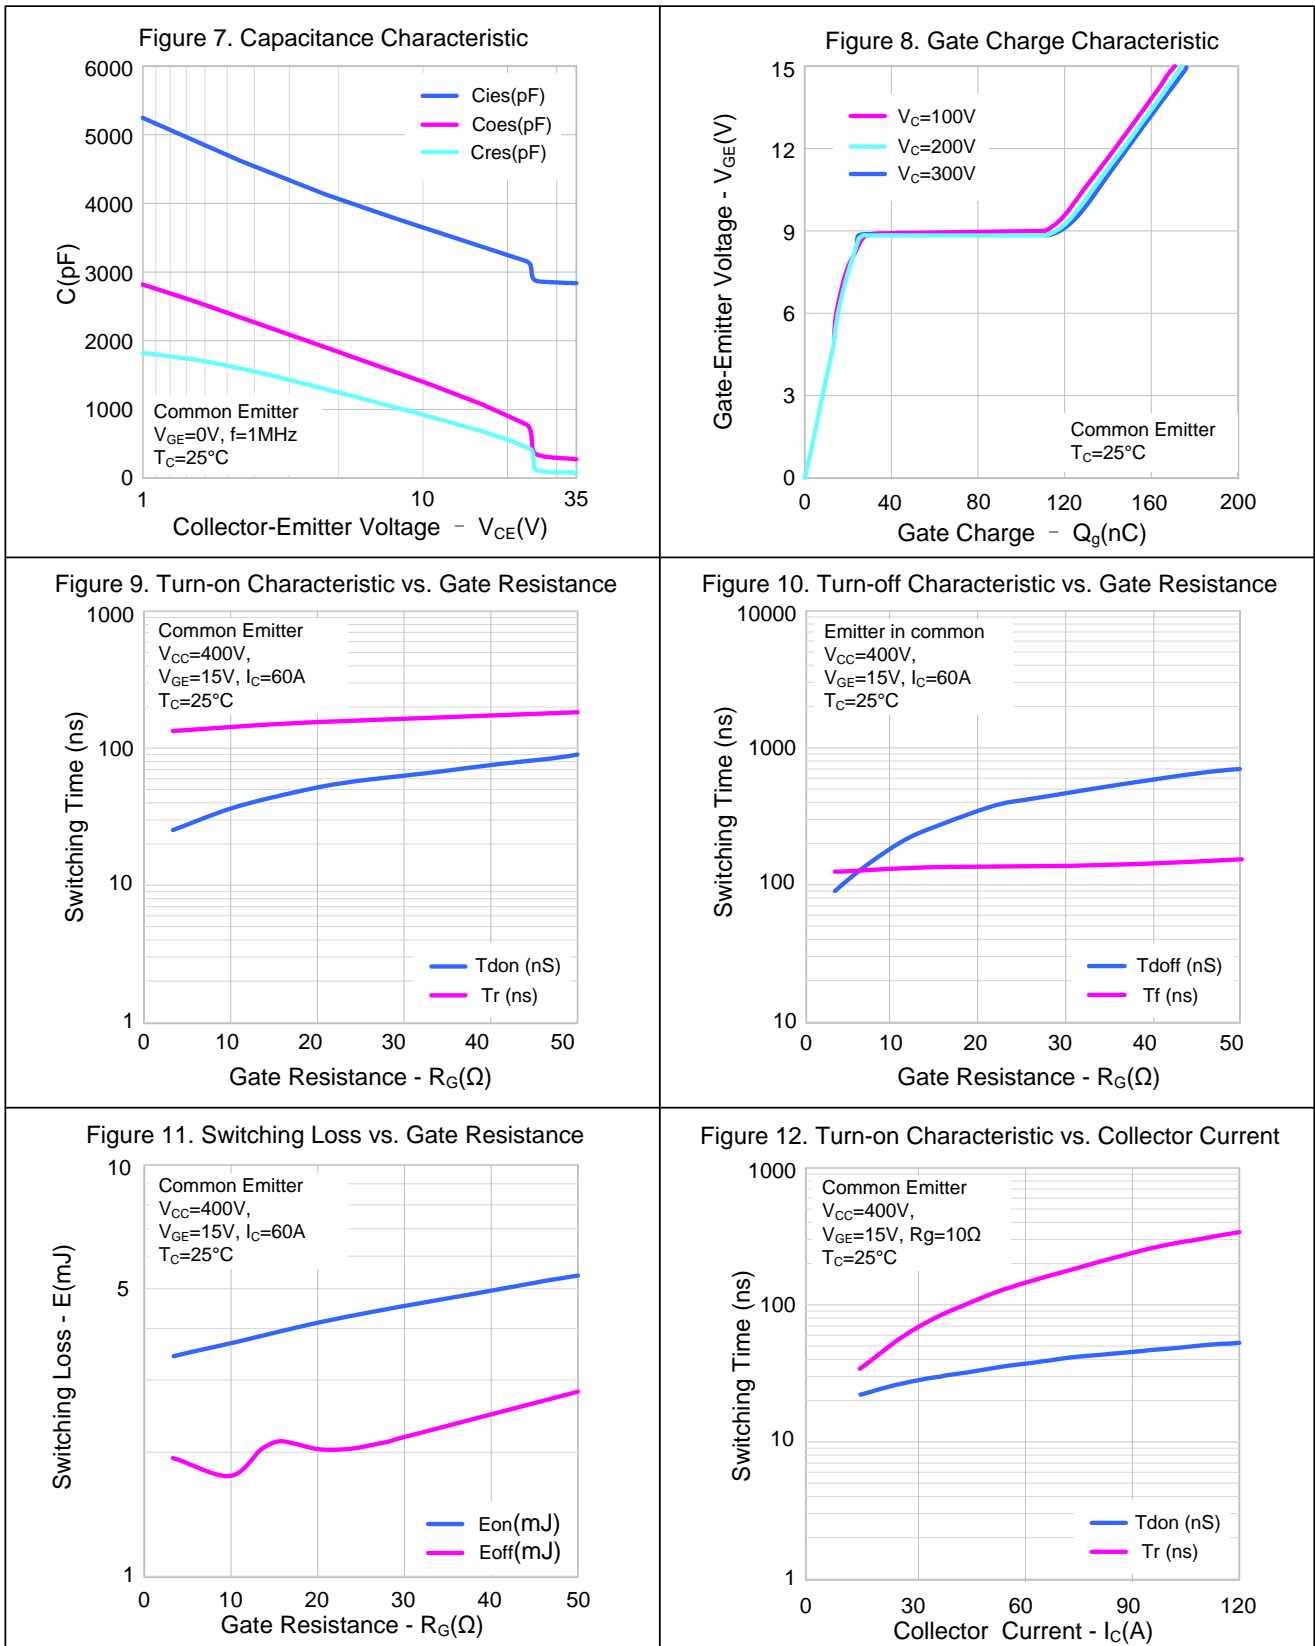 Figure 7. Capacitance Characteristic
6000
5000
4000
3000
2000
1000
0
C(pF)
Cies(pF)
Coes(pF)
Cres(pF)
Common Emitter
VGE=0V, f=1MHz
TC=25°C
1 10 35
Collector-Emitter Voltage - VCE(V)
Figure 8. Gate Charge Characteristic
15
12
9
6
3
0
Gate-Emitter Voltage - VGE(V)
VC=100V
VC=200V
VC=300V
Common Emitter
TC=25°C
0 40 80 120 160 200
Gate Charge - Qg(nC)
Figure 9. Turn-on Characteristic vs. Gate Resistance
1000
100
10
1
Switching Time (ns)
Common Emitter
VCC=400V,
VGE=15V, IC=60A
TC=25°C
Tdon (nS)
Tr (ns)
0 10 20 30 40 50
Gate Resistance - RG(Ω)
Figure 10. Turn-off Characteristic vs. Gate Resistance
10000
1000
100
10
Switching Time (ns)
Emitter in common
VCC=400V,
VGE=15V, IC=60A
TC=25°C
Tdoff (nS)
Tf (ns)
0 10 20 30 40 50
Gate Resistance - RG(Ω)
Figure 11. Switching Loss vs. Gate Resistance
10
5
1
Switching Loss - E(mJ)
Common Emitter
VCC=400V,
VGE=15V, IC=60A
TC=25°C
Eon(mJ)
Eoff(mJ)
0 10 20 30 40 50
Gate Resistance - RG(Ω)
Figure 12. Turn-on Characteristic vs. Collector Current
1000
100
10
1
Switching Time (ns)
Common Emitter
VCC=400V,
VGE=15V, Rg=10Ω
TC=25°C
Tdon (nS)
Tr (ns)
0 30 60 90 120
Collector Current - IC(A)